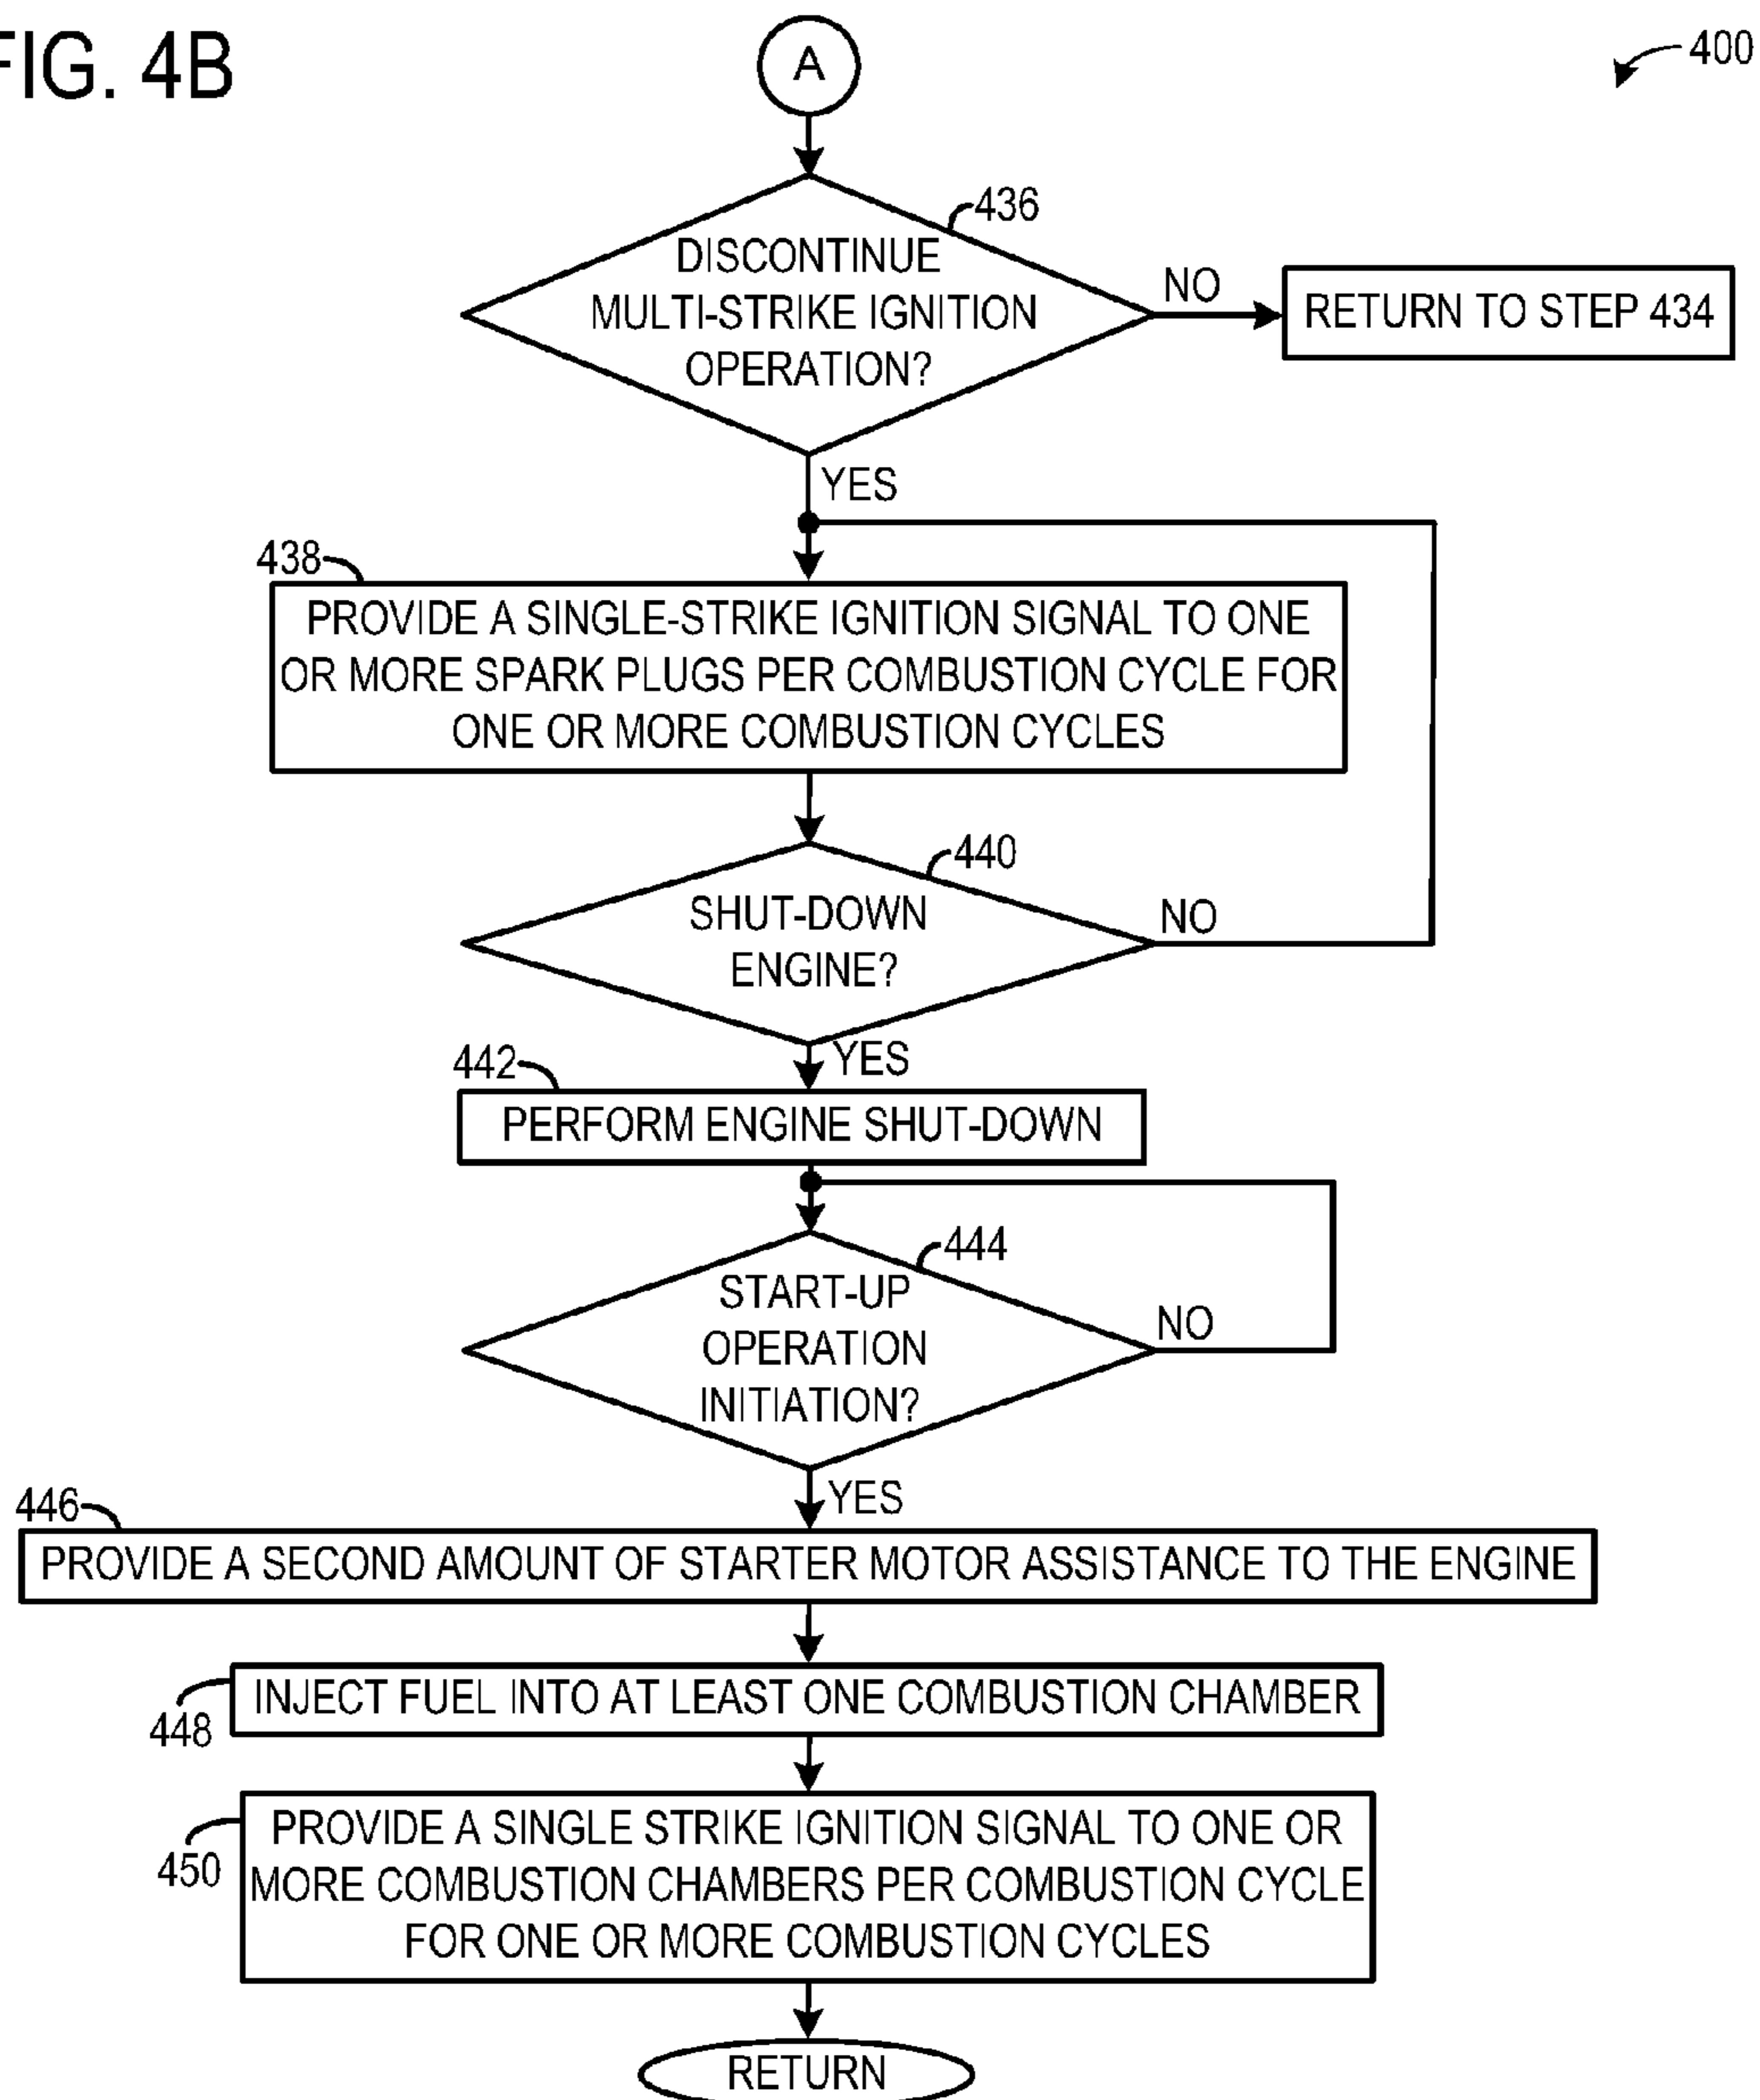 FIG. 4B
400
A
436
DISCONTINUE
MULTI-STRIKE IGNITION
OPERATION?
NO
RETURN TO STEP 434
YES
438
PROVIDE A SINGLE-STRIKE IGNITION SIGNAL TO ONE
OR MORE SPARK PLUGS PER COMBUSTION CYCLE FOR
ONE OR MORE COMBUSTION CYCLES
440
SHUT-DOWN
ENGINE?
NO
YES
442
PERFORM ENGINE SHUT-DOWN
444
START-UP
OPERATION
INITIATION?
NO
YES
446
PROVIDE A SECOND AMOUNT OF STARTER MOTOR ASSISTANCE TO THE ENGINE
448
INJECT FUEL INTO AT LEAST ONE COMBUSTION CHAMBER
450
PROVIDE A SINGLE STRIKE IGNITION SIGNAL TO ONE OR
MORE COMBUSTION CHAMBERS PER COMBUSTION CYCLE
FOR ONE OR MORE COMBUSTION CYCLES
RETURN